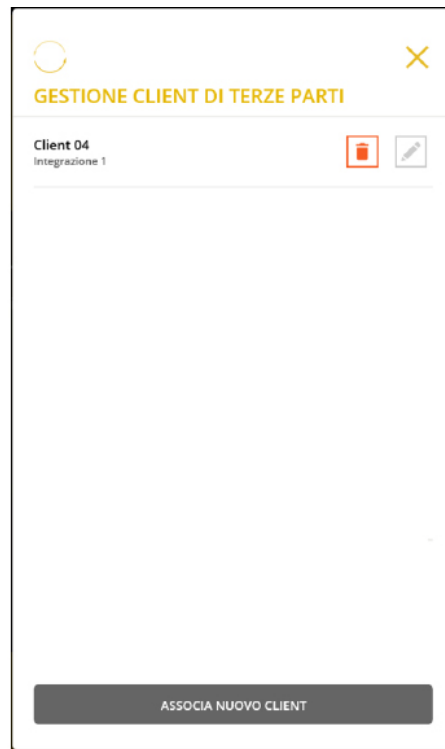 GESTIONE CLIENT DI TERZE PARTI
Client 04
Integrazione 1
ASSOCIA NUOVO CLIENT